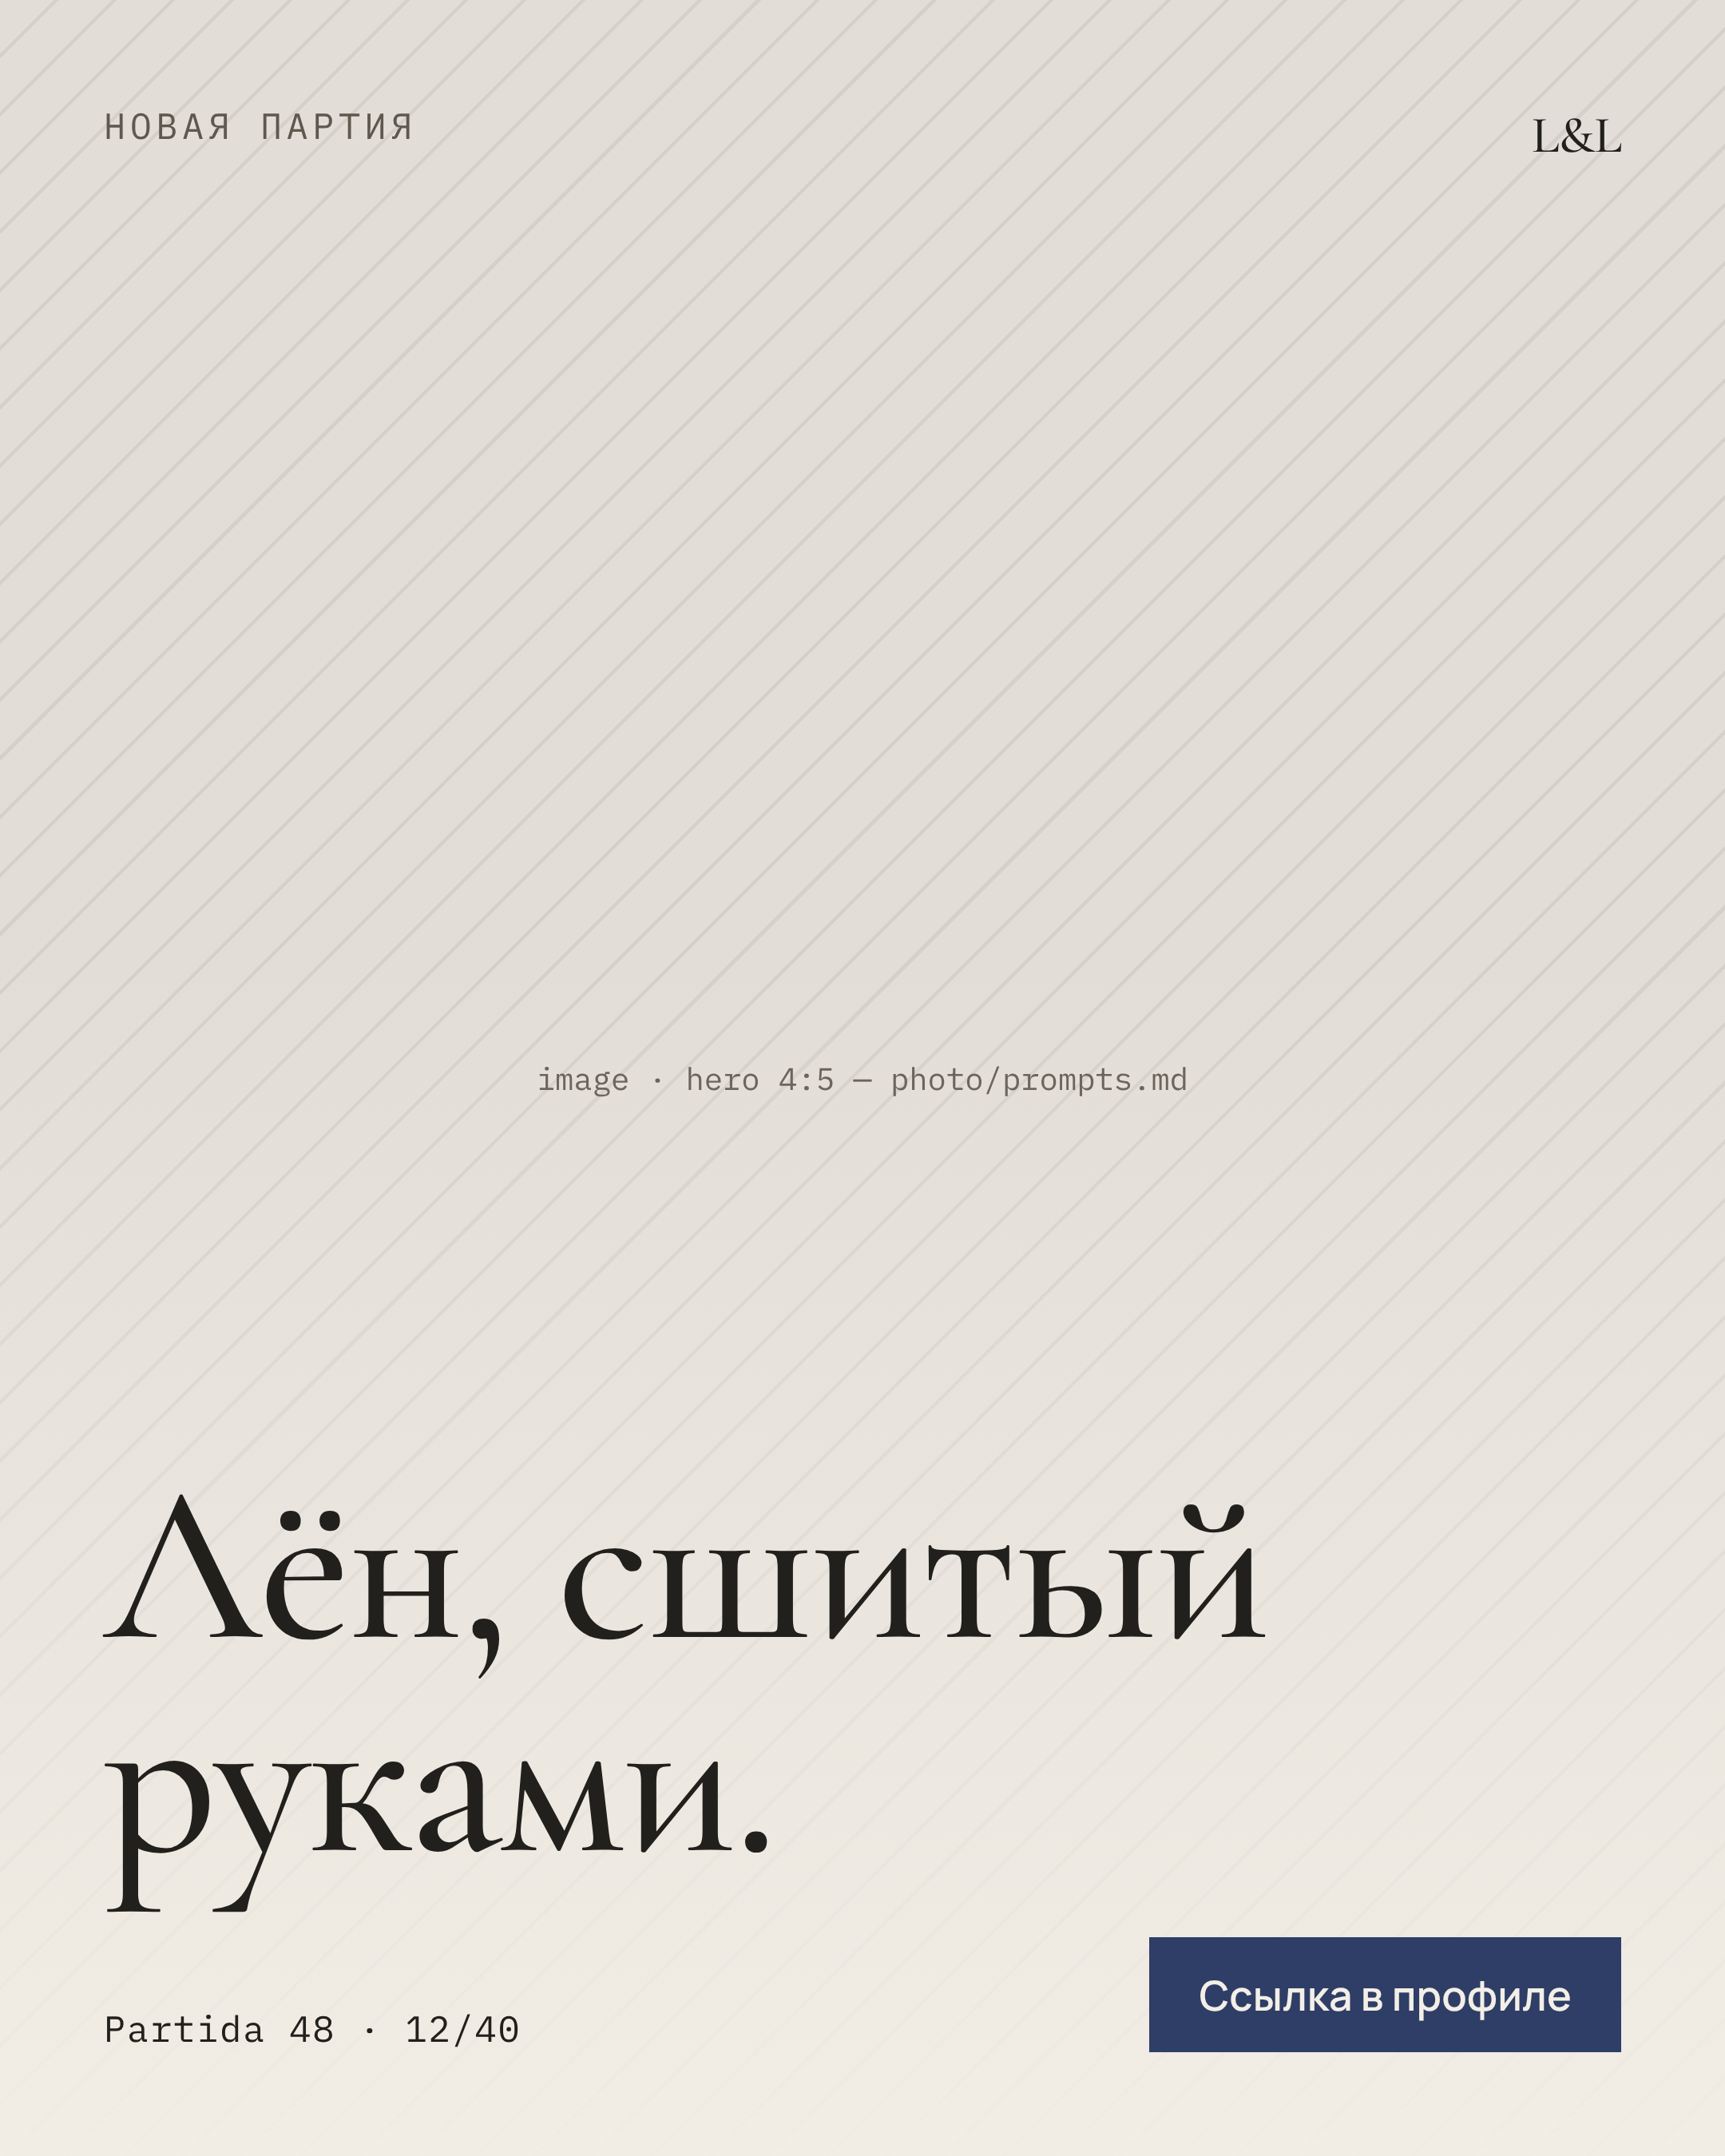 НОВАЯ ПАРТИЯ
L&L
image · hero 4:5 — photo/prompts.md
Лён, сшитый
руками.
Partida 48 · 12/40
Ссылка в профиле